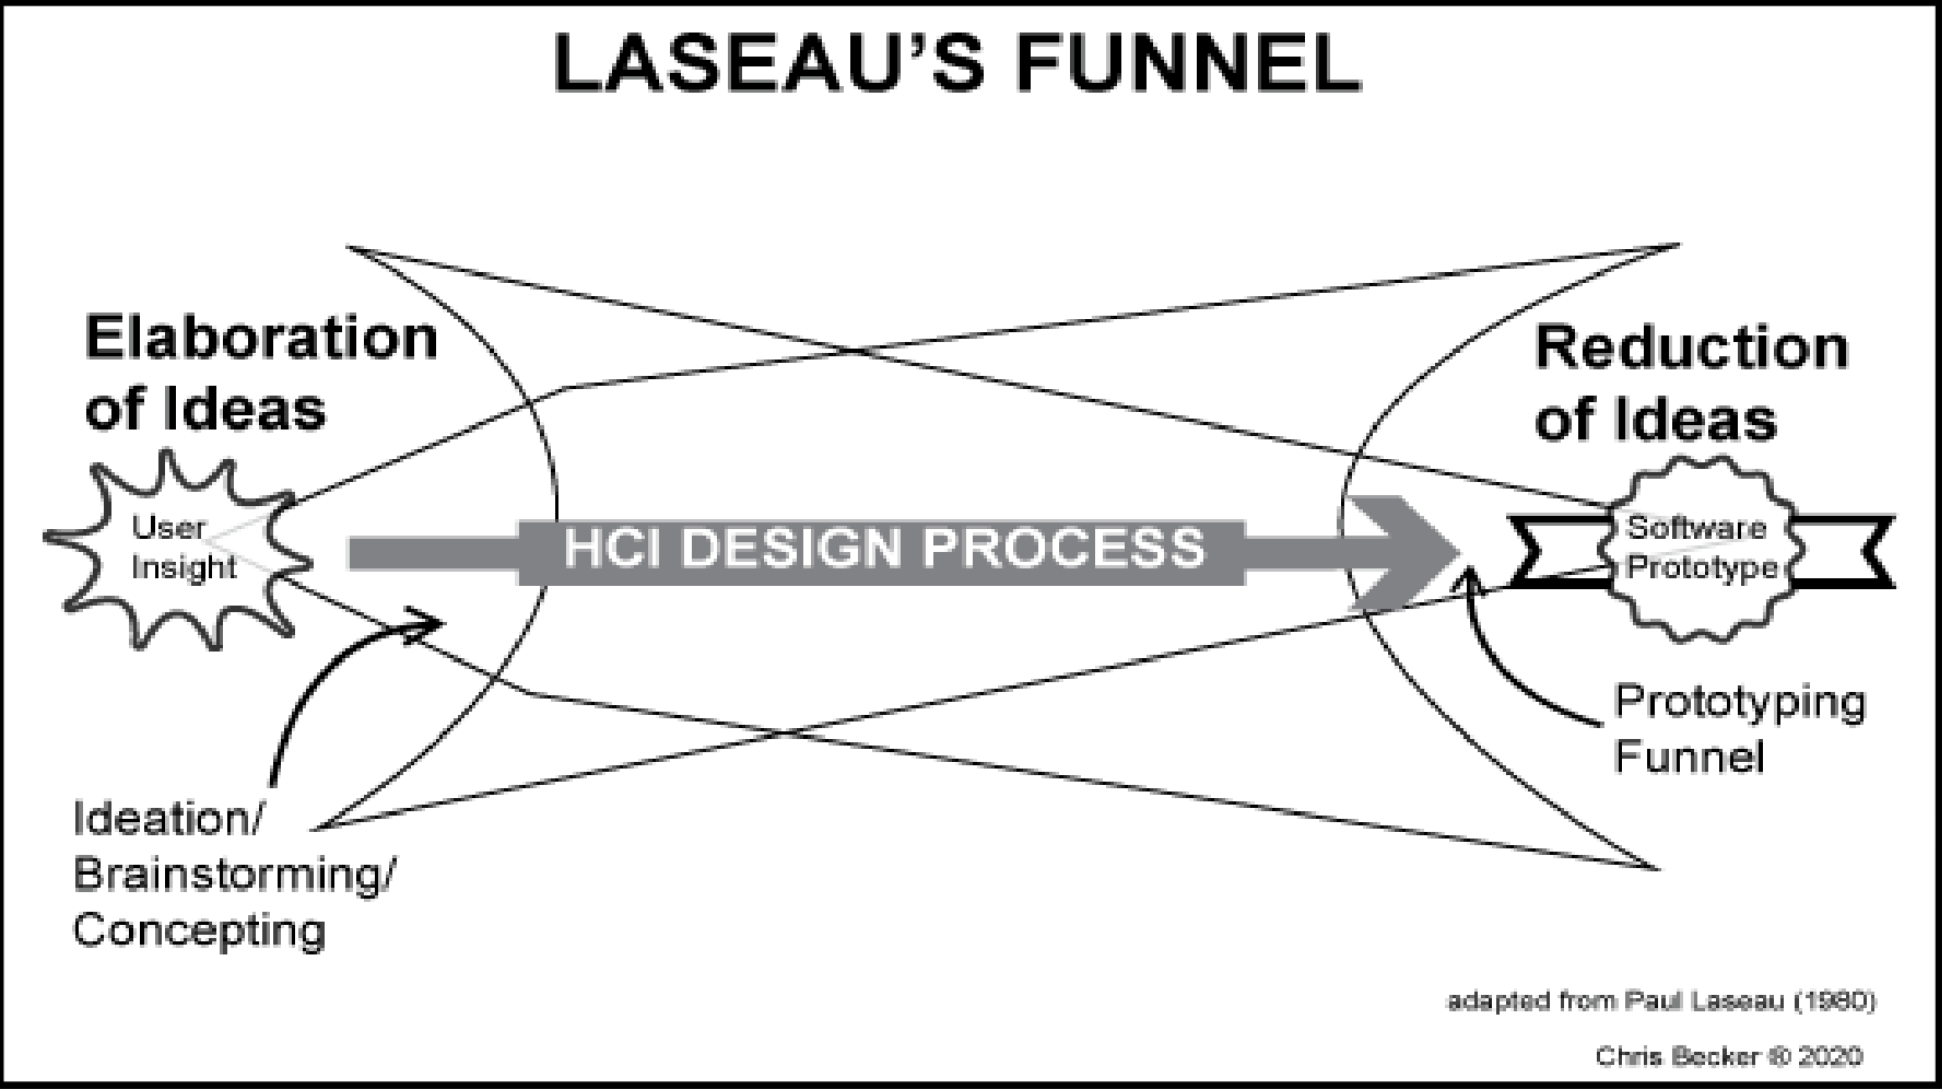 LASEAU'S FUNNEL
Elaboration
of Ideas
User
Insight
HCI DESIGN PROCESS
Reduction
of Ideas
Software
Prototype
Prototyping
Funnel
Ideation/
Brainstorming/
Concepting
adapted from Paul Laseau (1980)
Chris Becker ® 2020